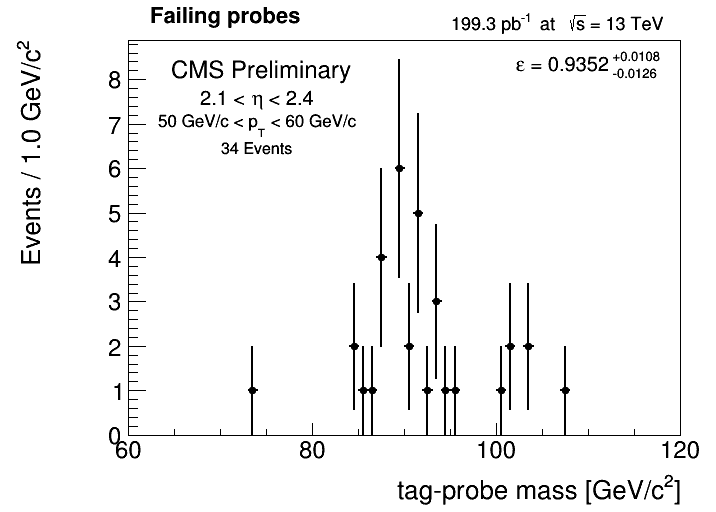 Failing probes
199.3 pb⁻¹ at √s = 13 TeV
CMS Preliminary
2.1 < η < 2.4
50 GeV/c < p_T < 60 GeV/c
34 Events
ε = 0.9352 +0.0108 -0.0126
Events / 1.0 GeV/c²
8
7
6
5
4
3
2
1
0
60 80 100 120
tag-probe mass [GeV/c²]